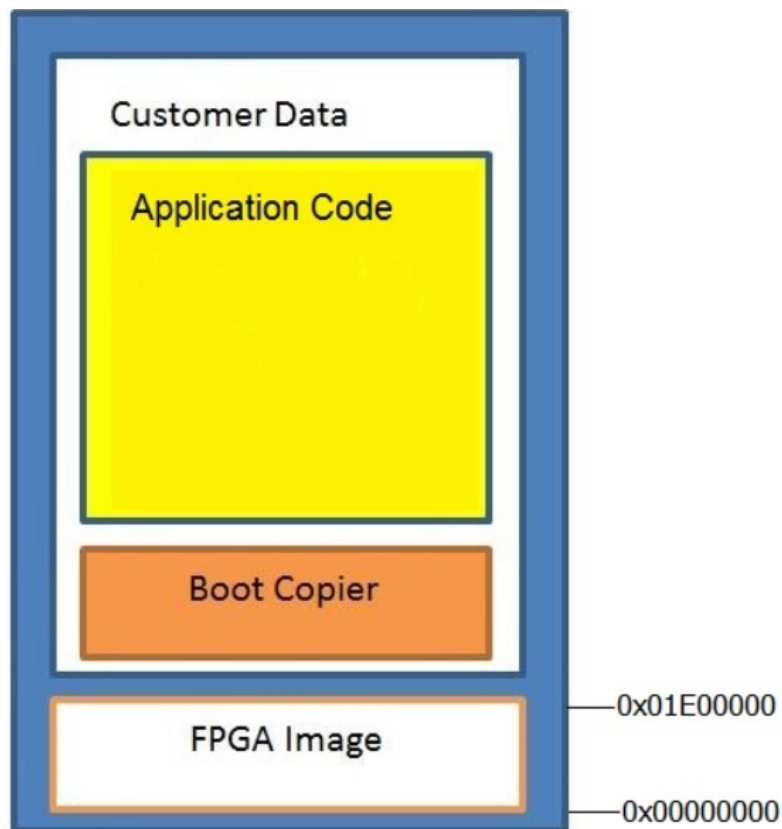 Customer Data
Application Code
Boot Copier
0x01E00000
FPGA Image
0x00000000